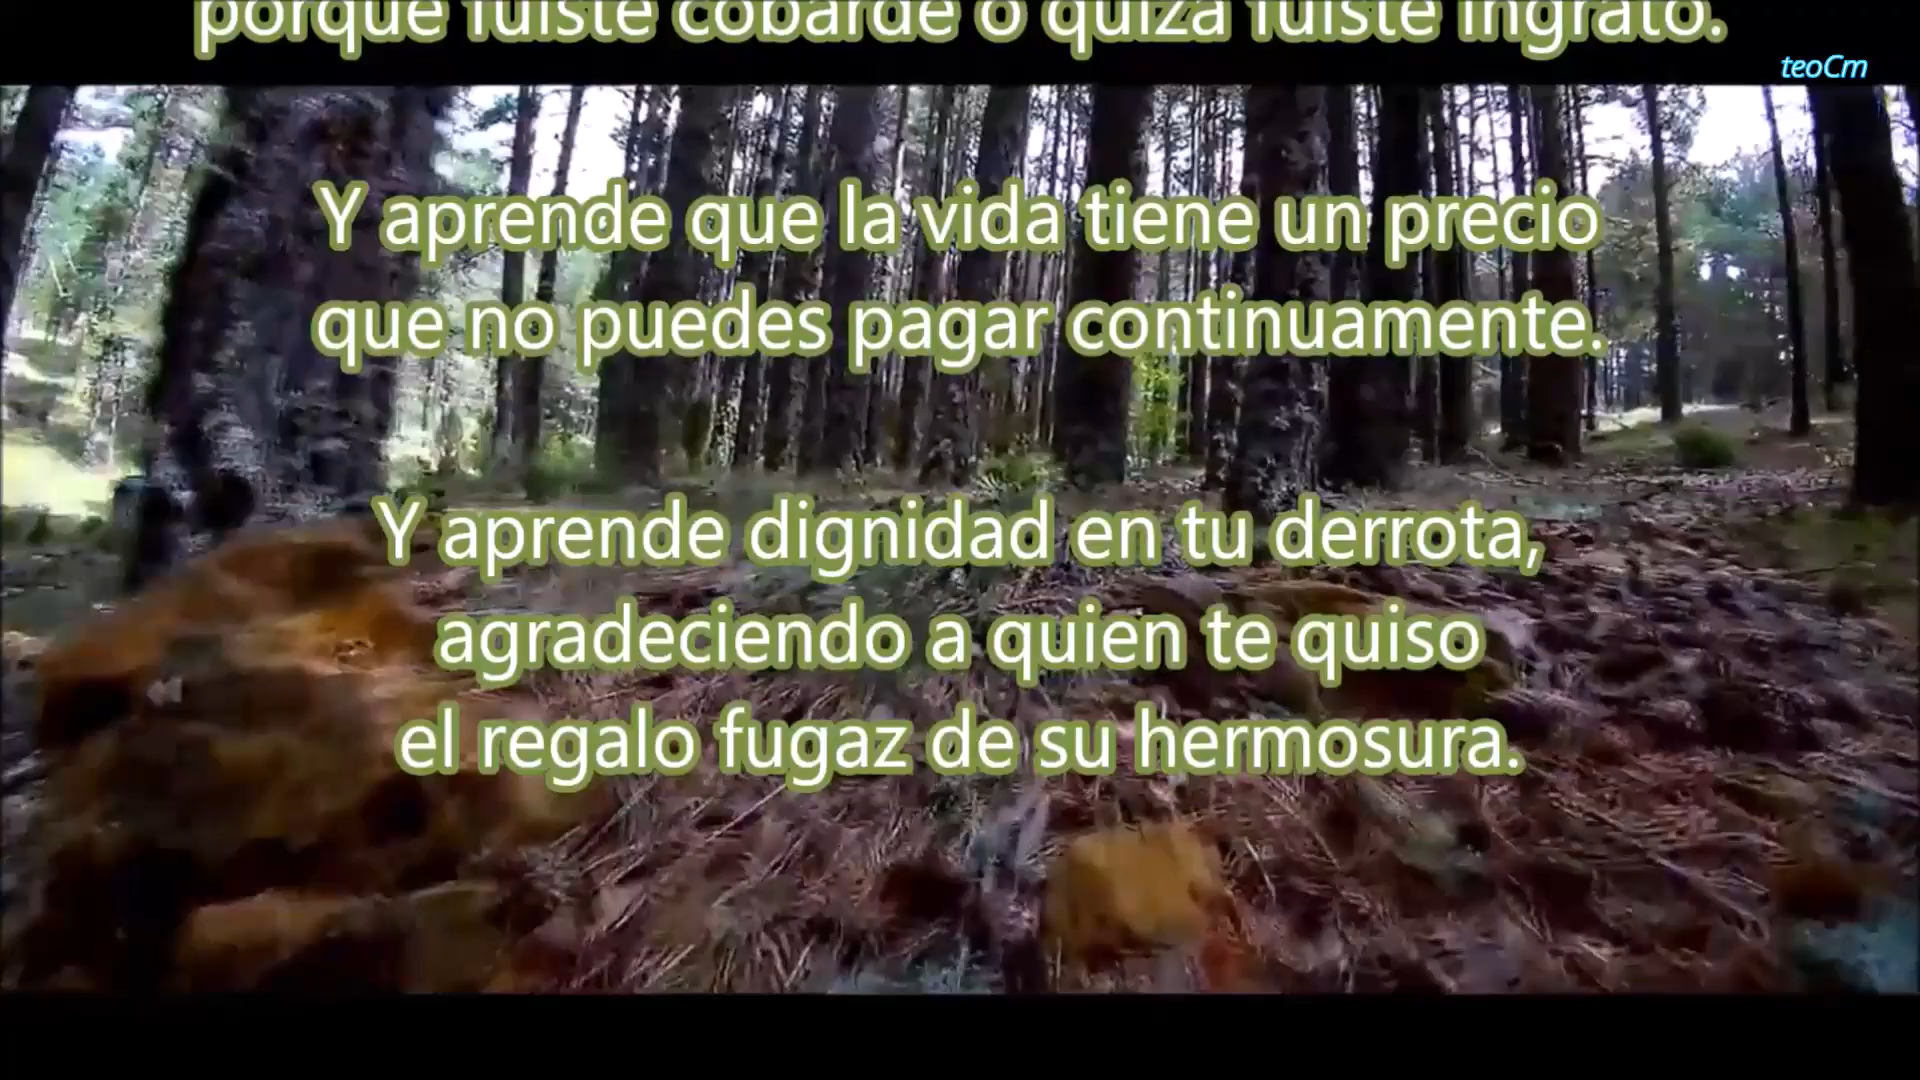 porque fuiste cobarde o quizá fuiste ingrato.
teoCm
Y aprende que la vida tiene un precio
que no puedes pagar continuamente.
Y aprende dignidad en tu derrota,
agradeciendo a quien te quiso
el regalo fugaz de su hermosura.